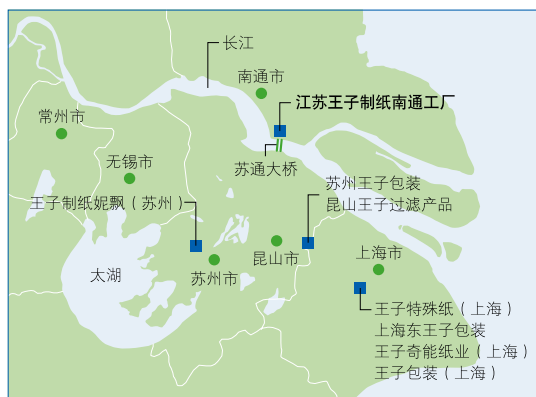 长江
南通市
江苏王子制纸南通工厂
常州市
苏通大桥
无锡市
苏州王子包装
昆山王子过滤产品
王子制纸妮飘（苏州）
昆山市
上海市
太湖
苏州市
王子特殊纸（上海）
上海东王子包装
王子奇能纸业（上海）
王子包装（上海）